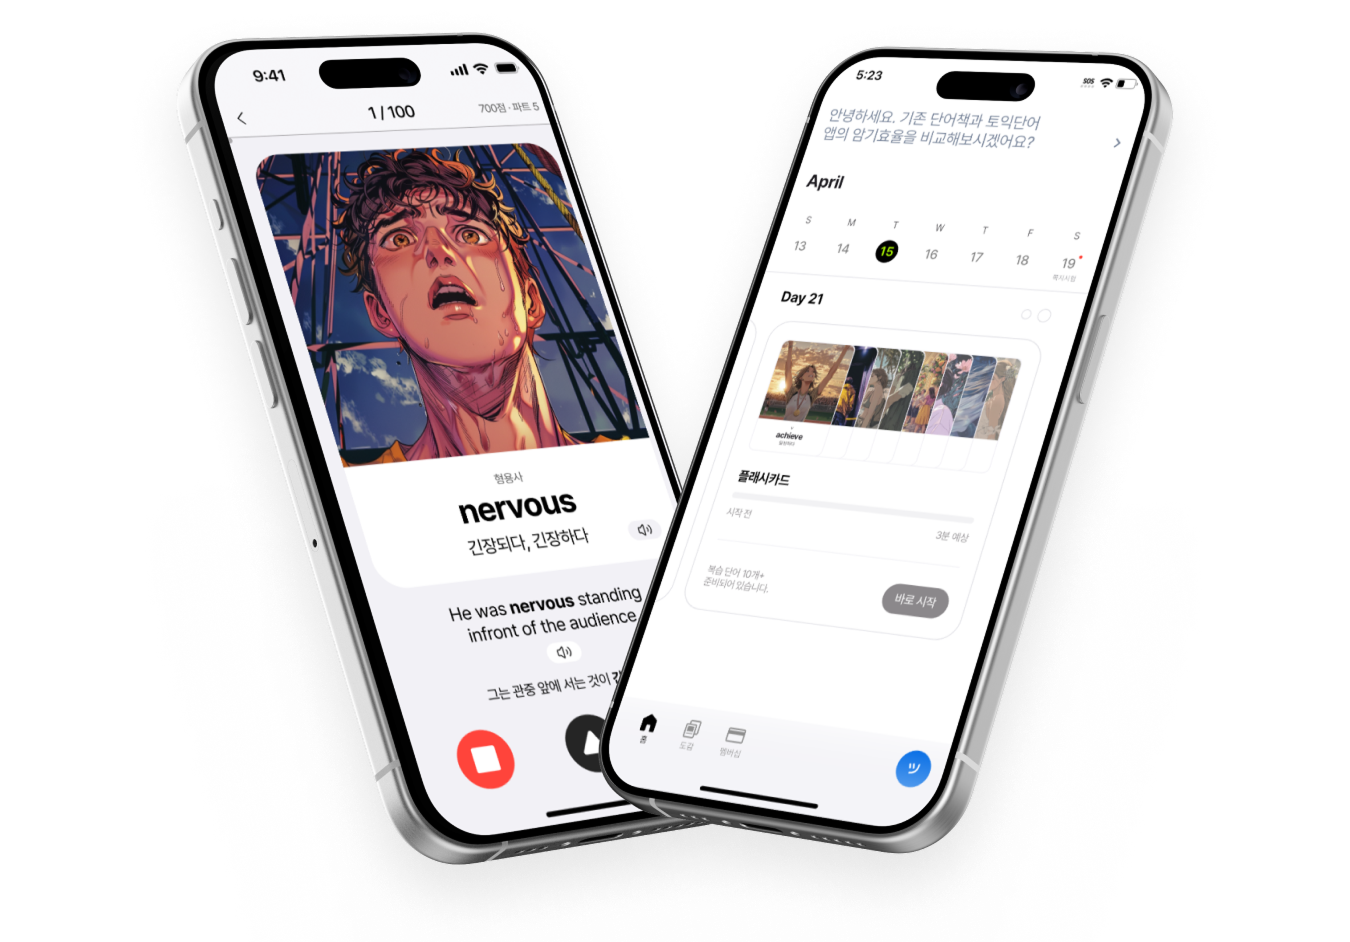 9:41
1 / 100
700점 · 파트 5
형용사
nervous
긴장되다, 긴장하다
He was nervous standing
infront of the audience
그는 관중 앞에 서는 것이
5:23
SOS
안녕하세요. 기존 단어책과 토익단어
앱의 암기효율을 비교해보시겠어요?
April
S M T W T F S
13 14 15 16 17 18 19
복시시험
Day 21
achieve
플래시카드
시작 전
3분 예상
복습 단어 10개+
준비되어 있습니다.
바로 시작
홈
도감
멤버십